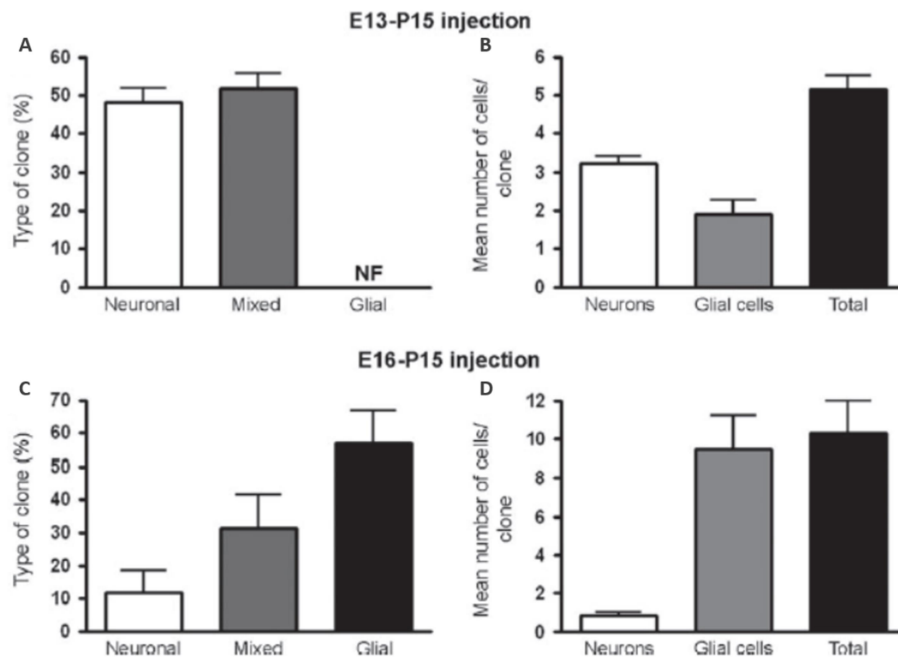 E13-P15 injection
A
Type of clone (%)
60
50
40
30
20
10
0
NF
Neuronal Mixed Glial
B
Mean number of cells/
clone
6
5
4
3
2
1
0
Neurons Glial cells Total
E16-P15 injection
C
Type of clone (%)
70
60
50
40
30
20
10
0
Neuronal Mixed Glial
D
Mean number of cells/
clone
12
10
8
6
4
2
0
Neurons Glial cells Total